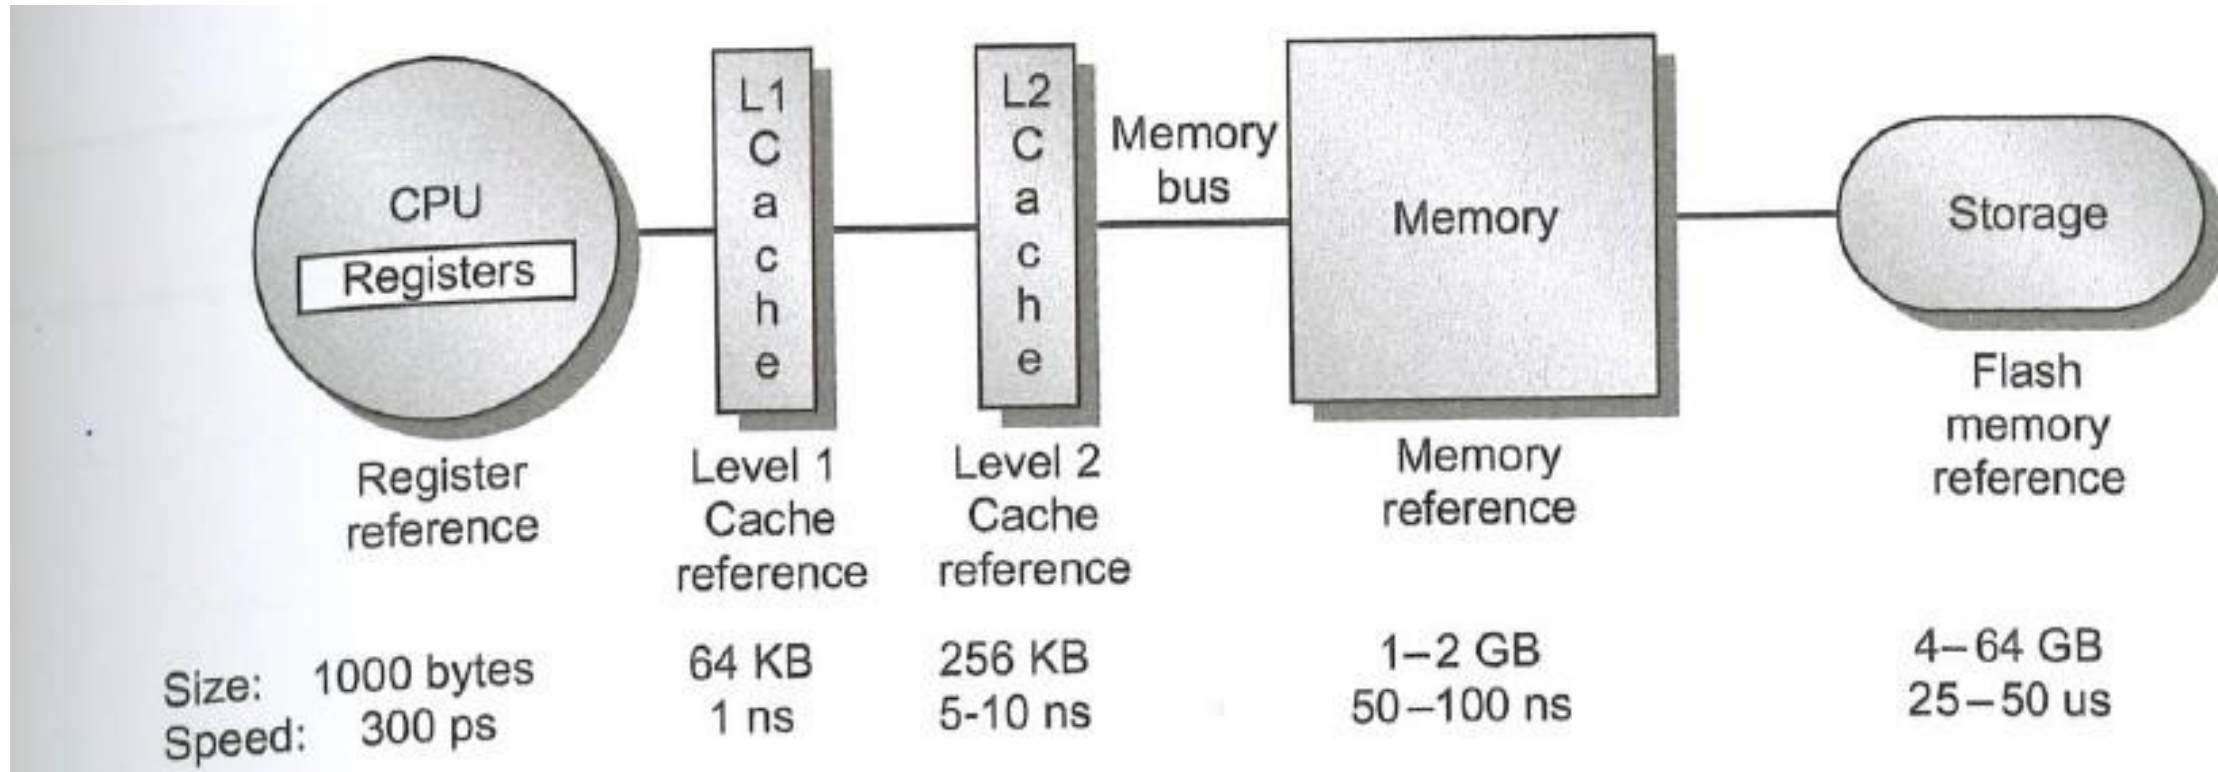 CPU
Registers
L1
C
a
c
h
e
L2
C
a
c
h
e
Memory
bus
Memory
Storage
Register
reference
Level 1
Cache
reference
Level 2
Cache
reference
Memory
reference
Flash
memory
reference
Size: 1000 bytes 64 KB 256 KB 1–2 GB 4–64 GB
Speed: 300 ps 1 ns 5-10 ns 50–100 ns 25–50 us